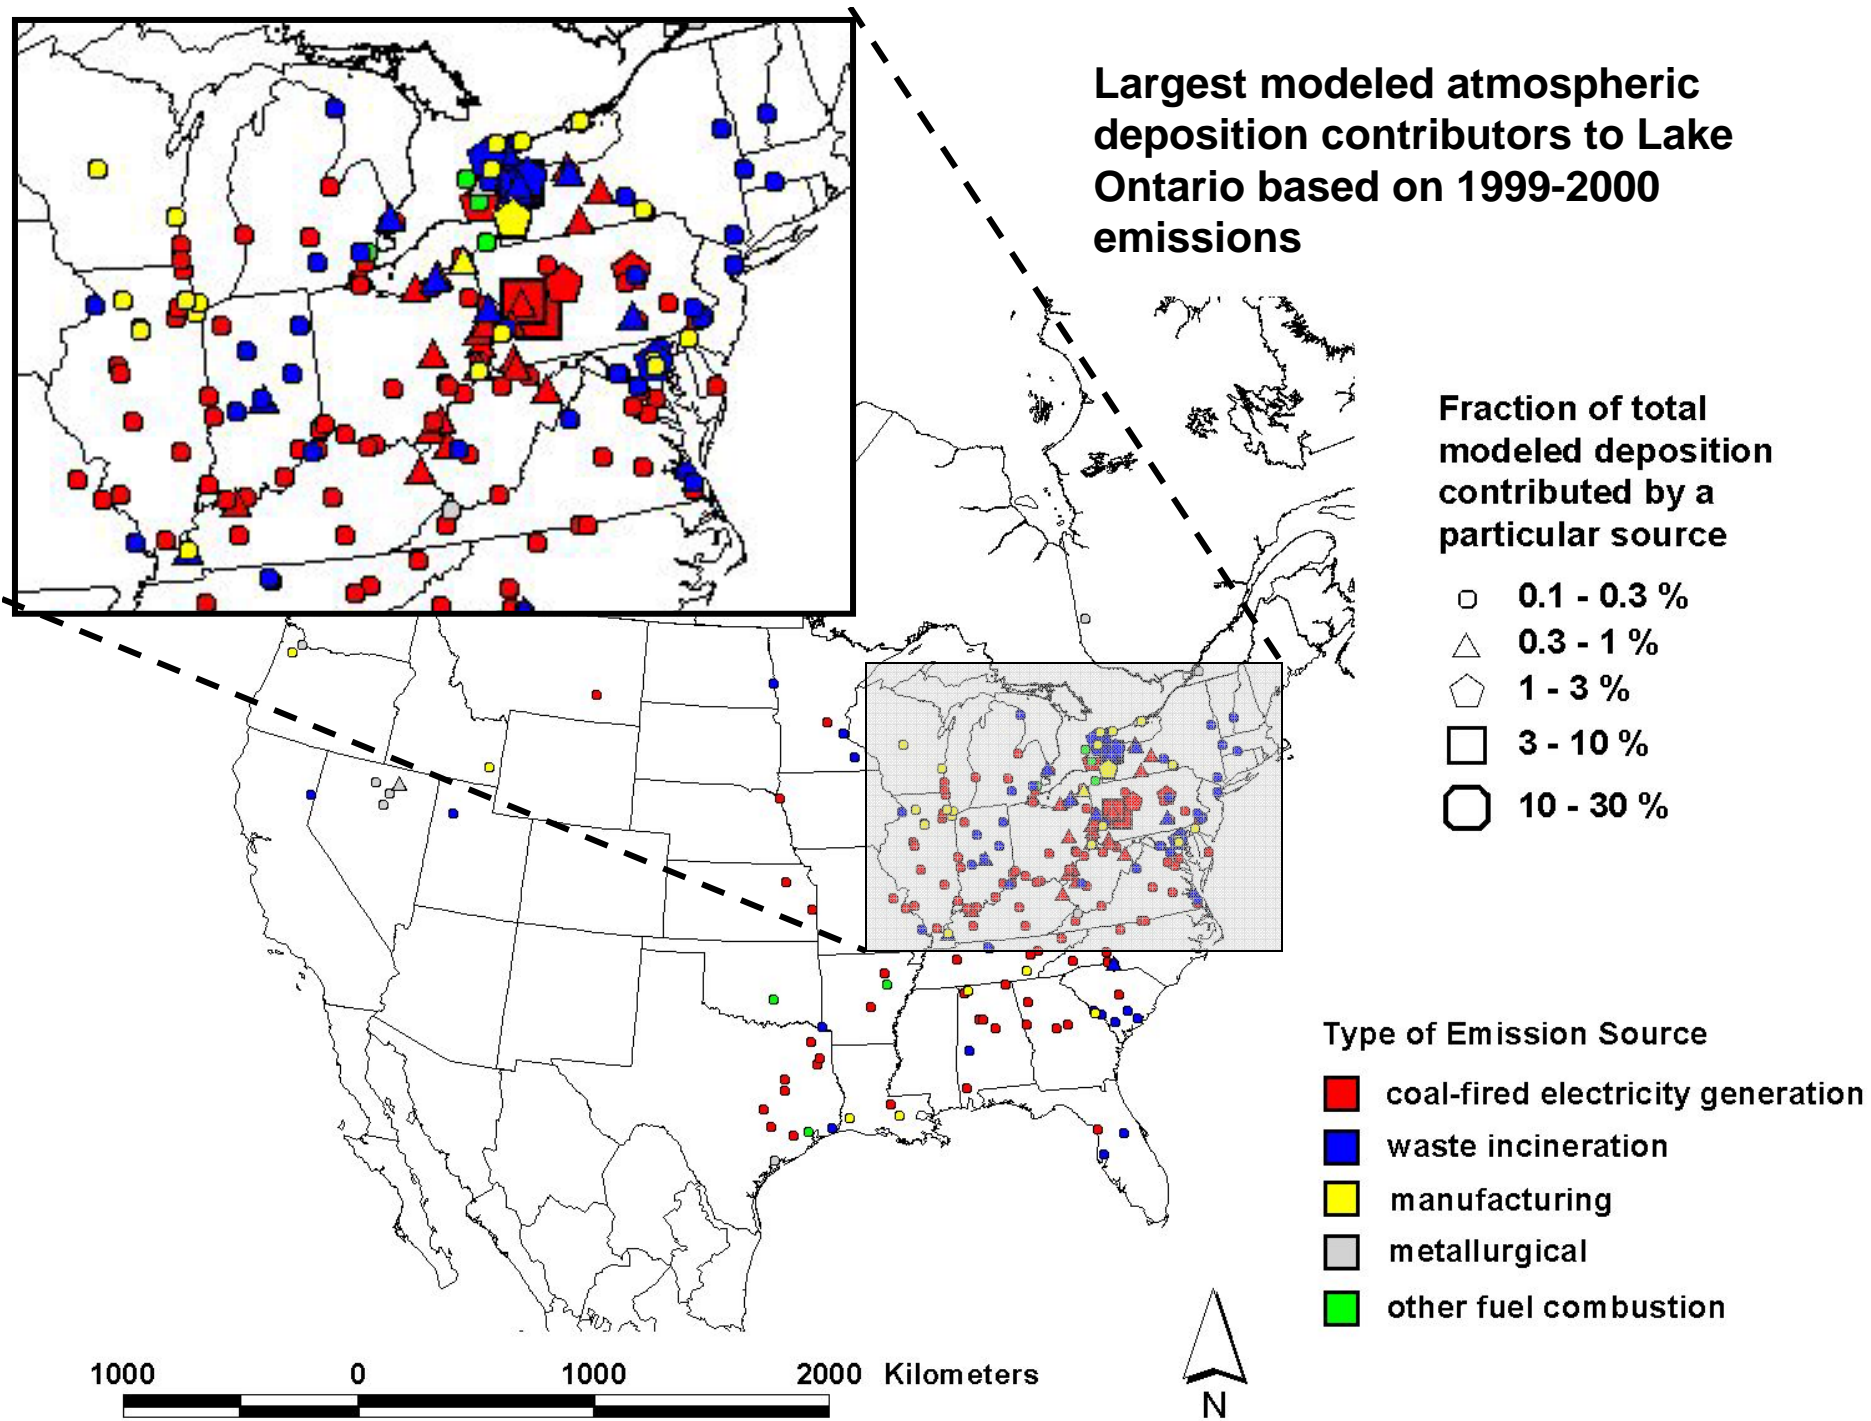 Largest modeled atmospheric
deposition contributors to Lake
Ontario based on 1999-2000
emissions
Fraction of total
modeled deposition
contributed by a
particular source
0.1 - 0.3 %
0.3 - 1 %
1 - 3 %
3 - 10 %
10 - 30 %
Type of Emission Source
coal-fired electricity generation
waste incineration
manufacturing
metallurgical
other fuel combustion
1000 0 1000 2000 Kilometers
N